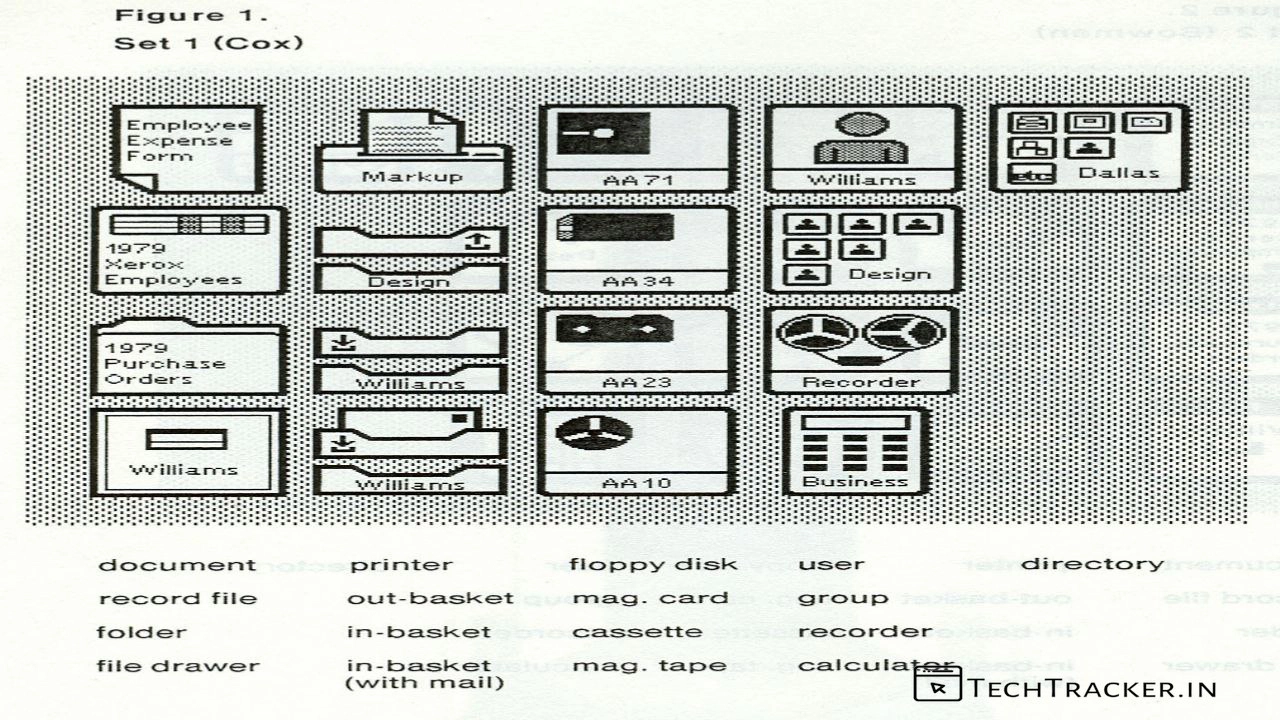 Figure 1.
Set 1 (Cox)
Employee
Expense
Form
Markup
AA 71
Williams
Dallas
1979
Xerox
Employees
Design
AA 34
Design
1979
Purchase
Orders
Williams
AA 23
Recorder
Williams
Williams
AA 10
Business
document printer floppy disk user directory
record file out-basket mag. card group
folder in-basket cassette recorder
file drawer in-basket mag. tape calculator
(with mail)
TECHTRACKER.IN